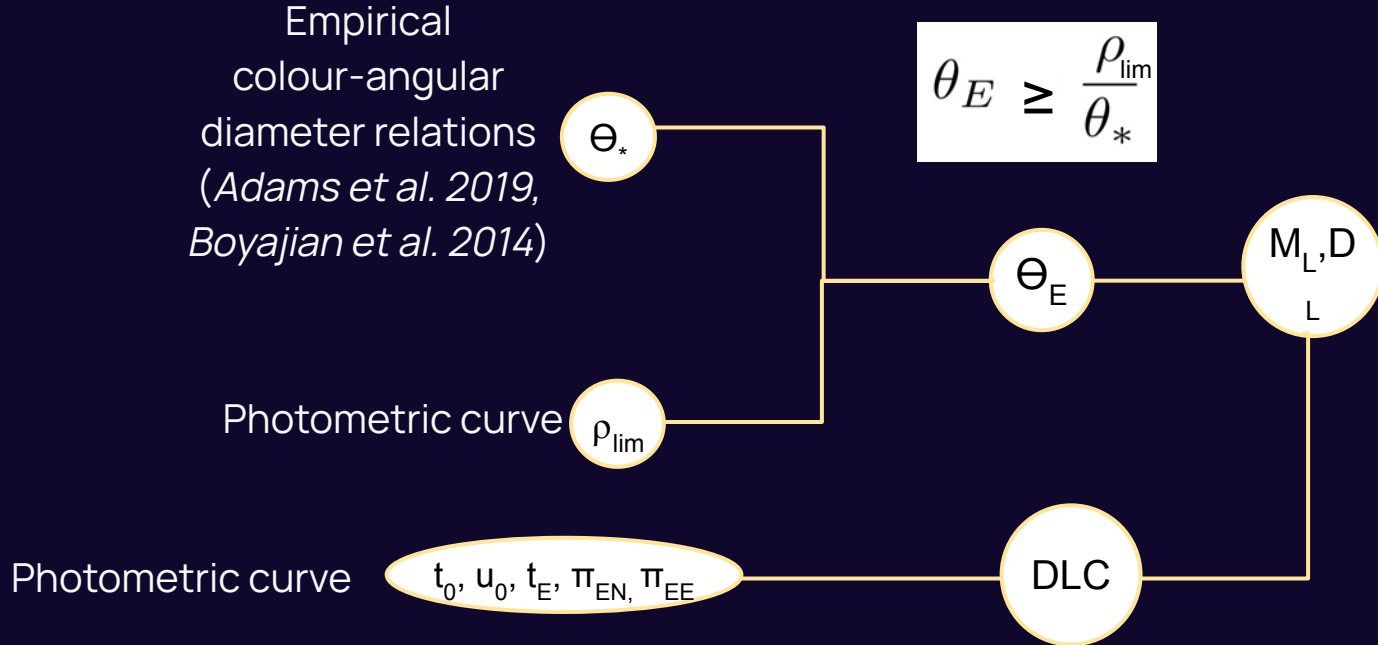 Empirical
colour-angular
diameter relations
(Adams et al. 2019,
Boyajian et al. 2014)
ϴ*
θE ≥ ρlim / θ*
ϴE
ML,D
L
Photometric curve
ρlim
Photometric curve
t0, u0, tE, πEN, πEE
DLC